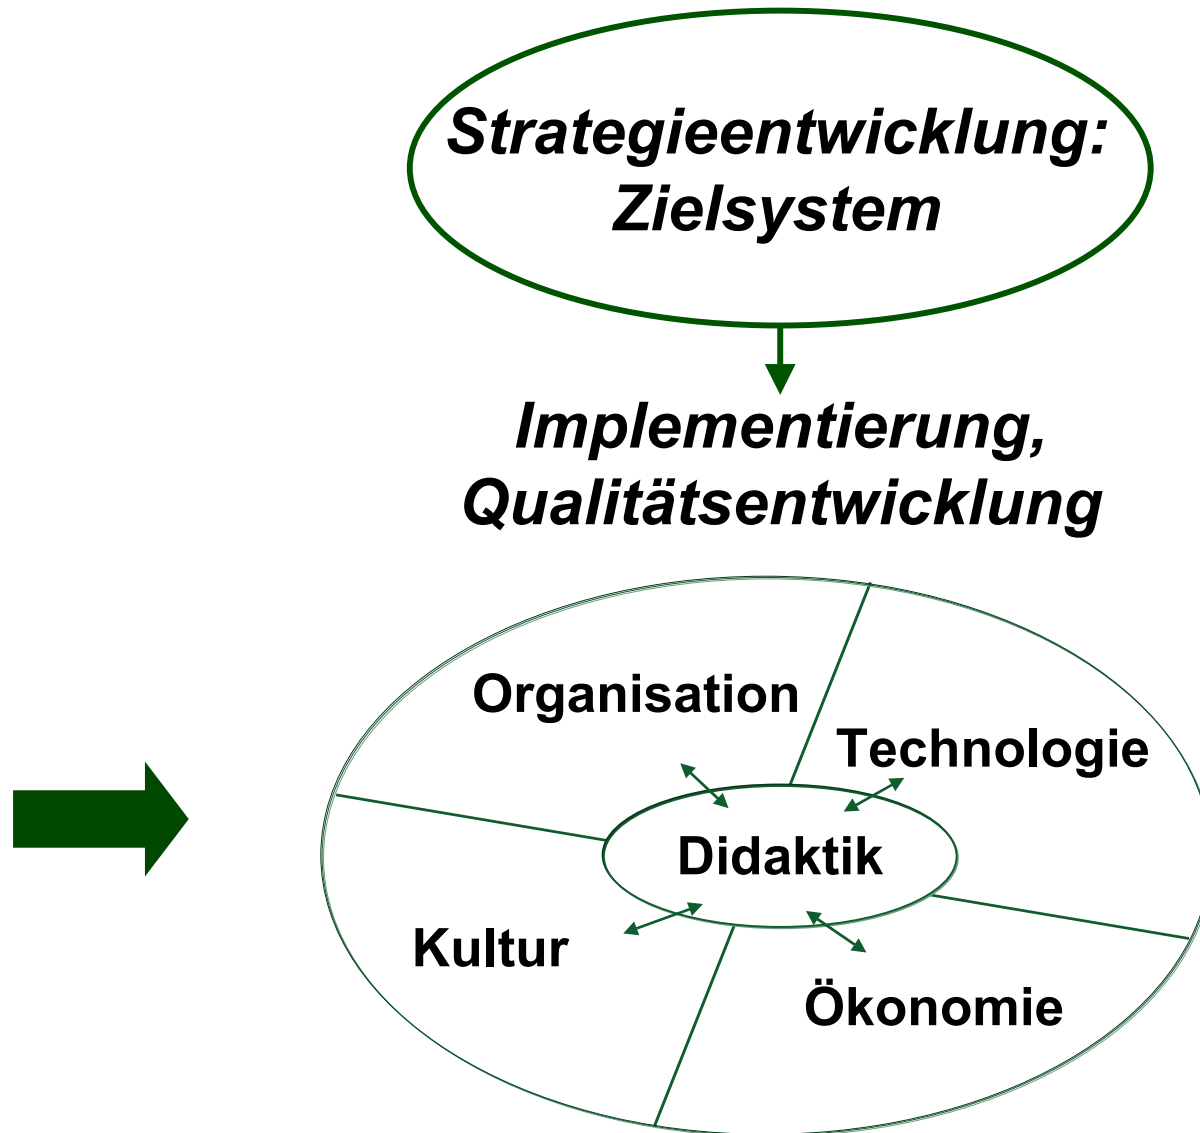 Strategieentwicklung:
Zielsystem
Implementierung,
Qualitätsentwicklung
Organisation
Technologie
Didaktik
Kultur
Ökonomie